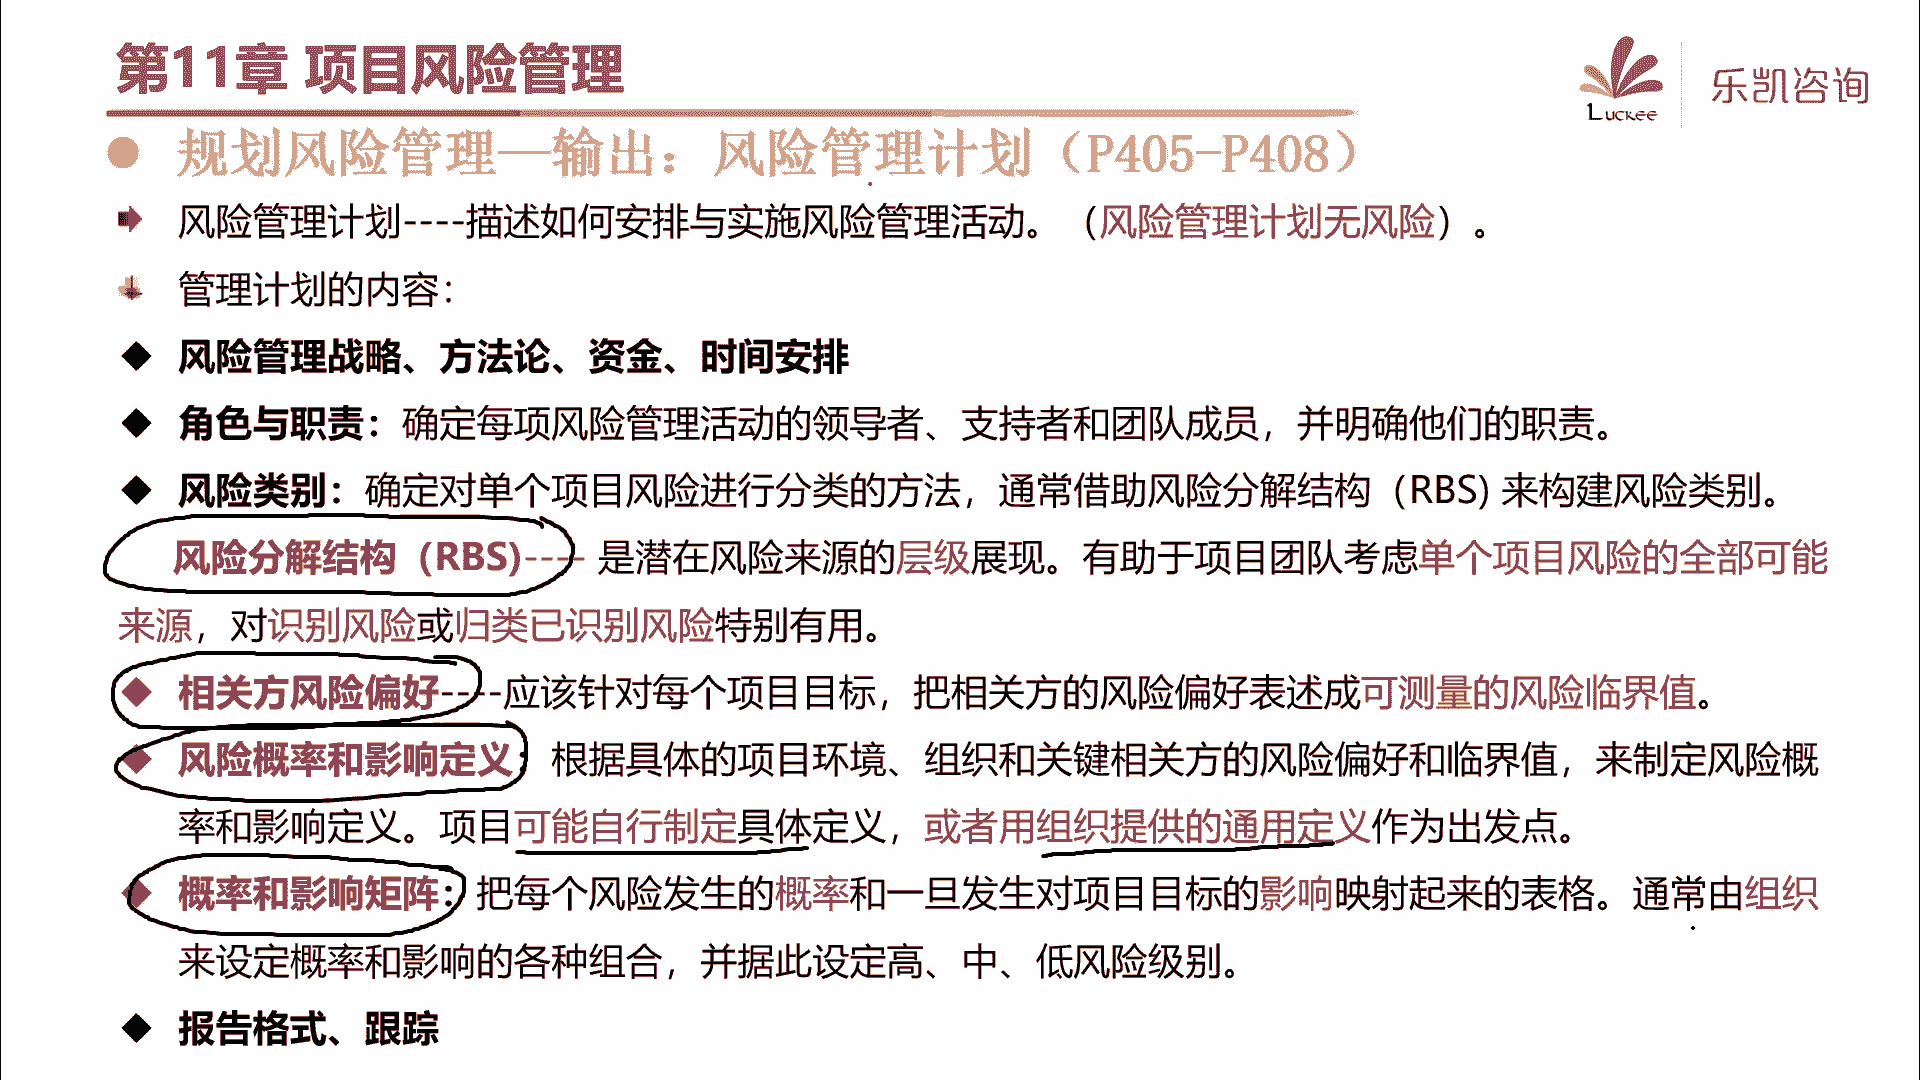 第11章 项目风险管理
Luckee
乐凯咨询
规划风险管理—输出：风险管理计划（P405-P408）
风险管理计划----描述如何安排与实施风险管理活动。（风险管理计划无风险）。
管理计划的内容：
风险管理战略、方法论、资金、时间安排
角色与职责：确定每项风险管理活动的领导者、支持者和团队成员，并明确他们的职责。
风险类别：确定对单个项目风险进行分类的方法，通常借助风险分解结构（RBS) 来构建风险类别。
风险分解结构（RBS)---- 是潜在风险来源的层级展现。有助于项目团队考虑单个项目风险的全部可能
来源，对识别风险或归类已识别风险特别有用。
相关方风险偏好----应该针对每个项目目标，把相关方的风险偏好表述成可测量的风险临界值。
风险概率和影响定义：根据具体的项目环境、组织和关键相关方的风险偏好和临界值，来制定风险概
率和影响定义。项目可能自行制定具体定义，或者用组织提供的通用定义作为出发点。
概率和影响矩阵：把每个风险发生的概率和一旦发生对项目目标的影响映射起来的表格。通常由组织
来设定概率和影响的各种组合，并据此设定高、中、低风险级别。
报告格式、跟踪